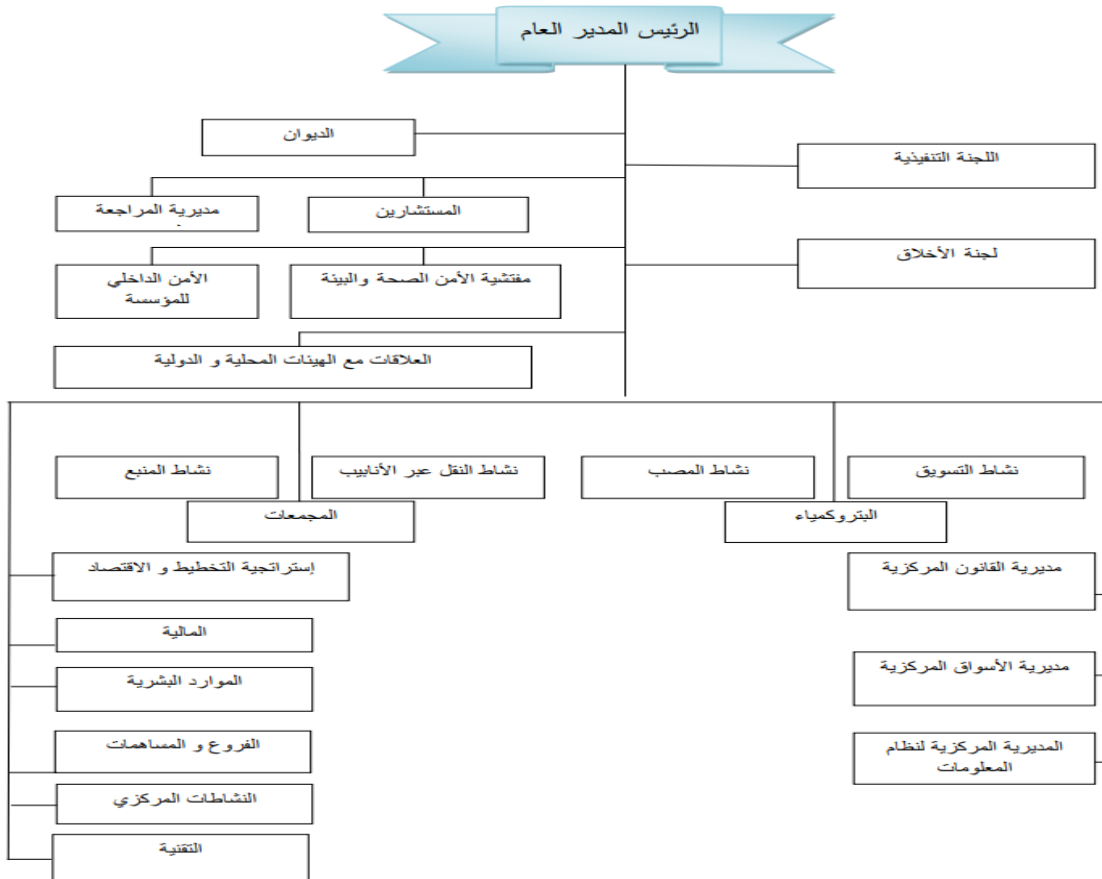 الرئيس المدير العام
الديوان
اللجنة التنفيذية
المستشارين
مديرية المراجعة
لجنة الأخلاق
مفتشية الأمن الصحة والبيئة
الأمن الداخلي
للمؤسسة
العلاقات مع الهيئات المحلية و الدولية
نشاط التسويق
نشاط المصب
نشاط النقل عبر الأنابيب
نشاط المنبع
البتروكمياء
المجمعات
مديرية القانون المركزية
إستراتجية التخطيط و الاقتصاد
المالية
مديرية الأسواق المركزية
الموارد البشرية
المديرية المركزية لنظام
المعلومات
الفروع و المساهمات
النشاطات المركزي
التقنية